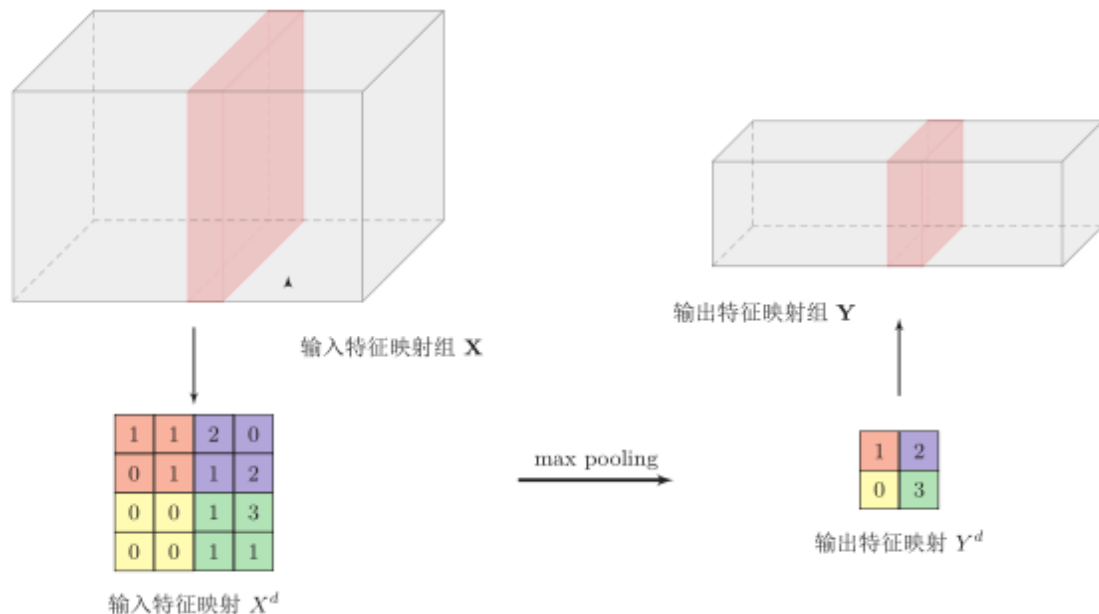 输出特征映射组 Y
输入特征映射组 X
1 1 2 0
0 1 1 2
0 0 1 3
0 0 1 1
max pooling
1 2
0 3
输出特征映射 Y^d
输入特征映射 X^d